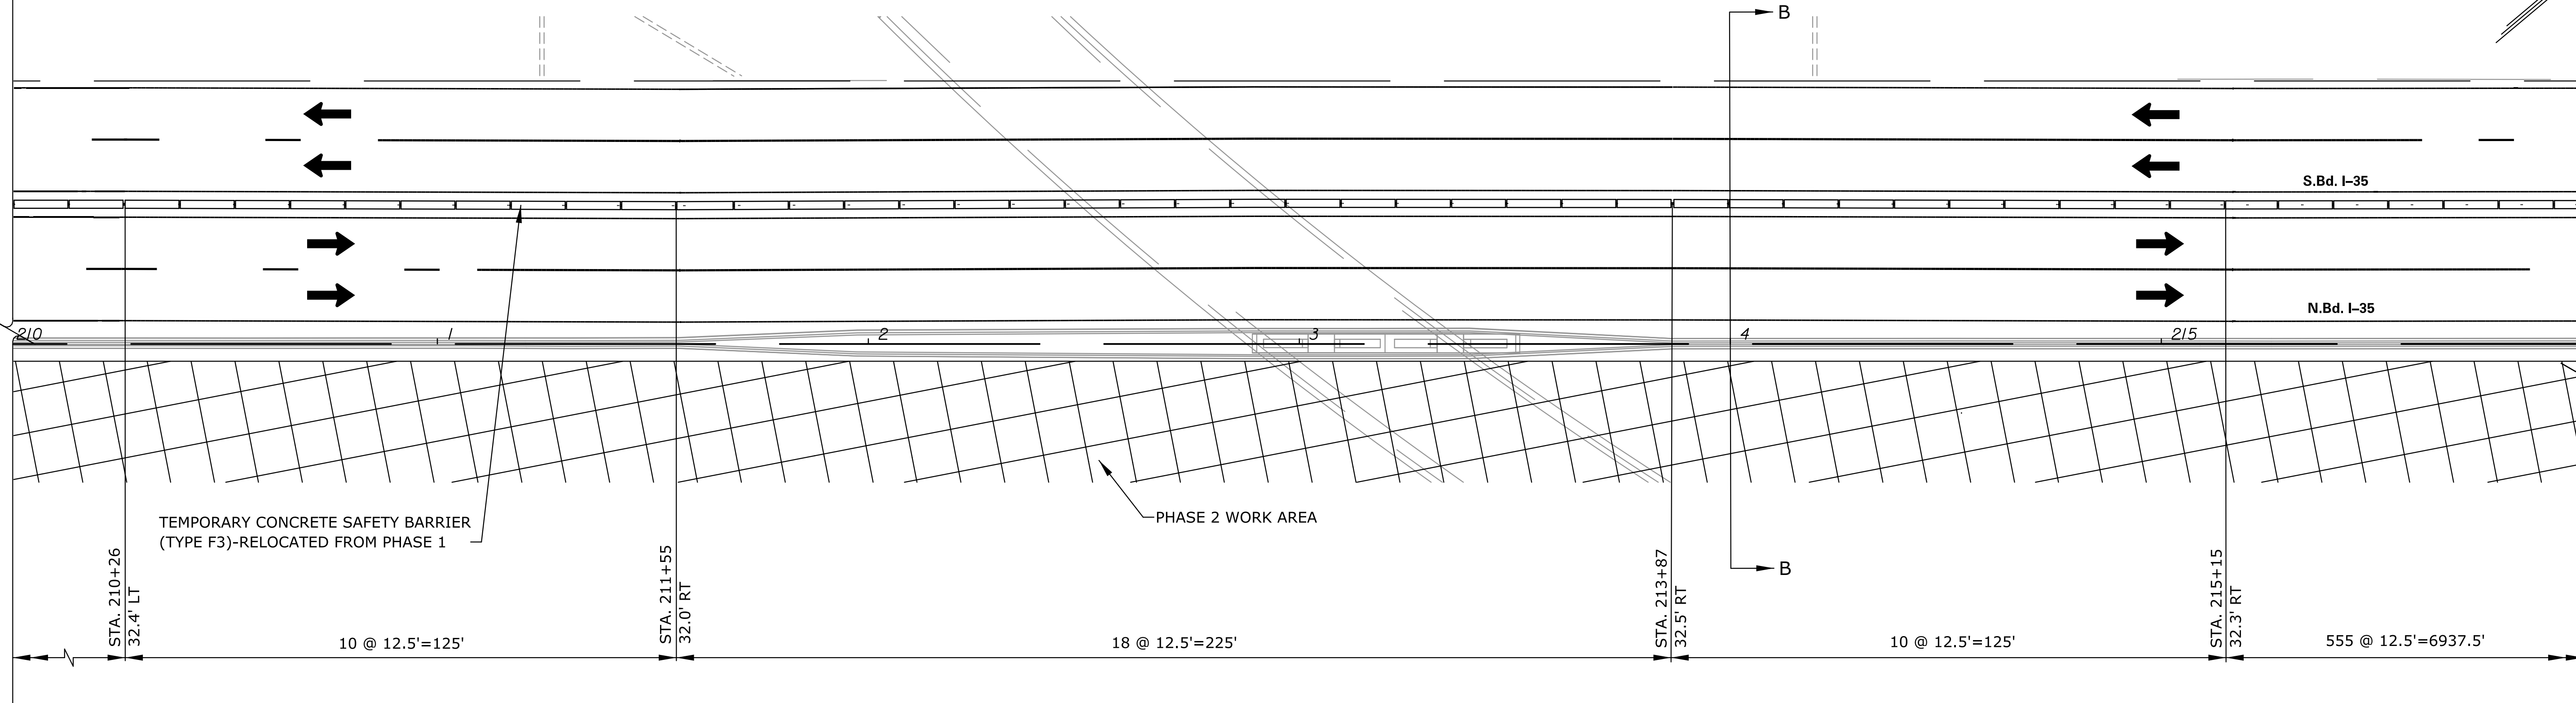 B
S.Bd. I–35
N.Bd. I–35
210
1
2
3
4
215
TEMPORARY CONCRETE SAFETY BARRIER
(TYPE F3)-RELOCATED FROM PHASE 1
PHASE 2 WORK AREA
B
STA. 210+26
32.4' LT
STA. 211+55
32.0' RT
STA. 213+87
32.5' RT
STA. 215+15
32.3' RT
10 @ 12.5'=125'
18 @ 12.5'=225'
10 @ 12.5'=125'
555 @ 12.5'=6937.5'